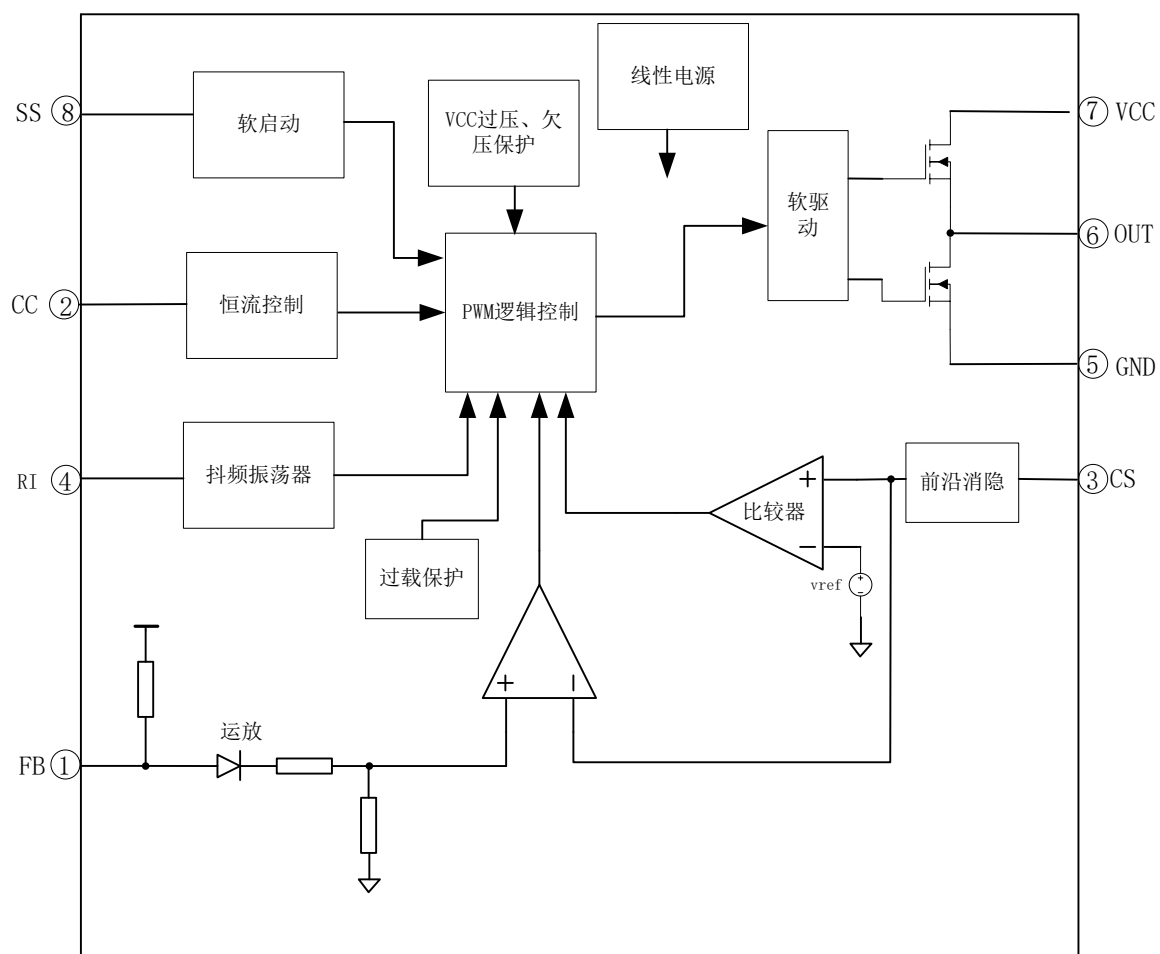 线性电源
SS ⑧
软启动
VCC过压、欠
压保护
⑦ VCC
软驱
动
⑥ OUT
CC ②
恒流控制
PWM逻辑控制
⑤ GND
RI ④
抖频振荡器
前沿消隐
③ CS
+
比较器
−
过载保护
vref
+
−
+
−
运放
FB ①